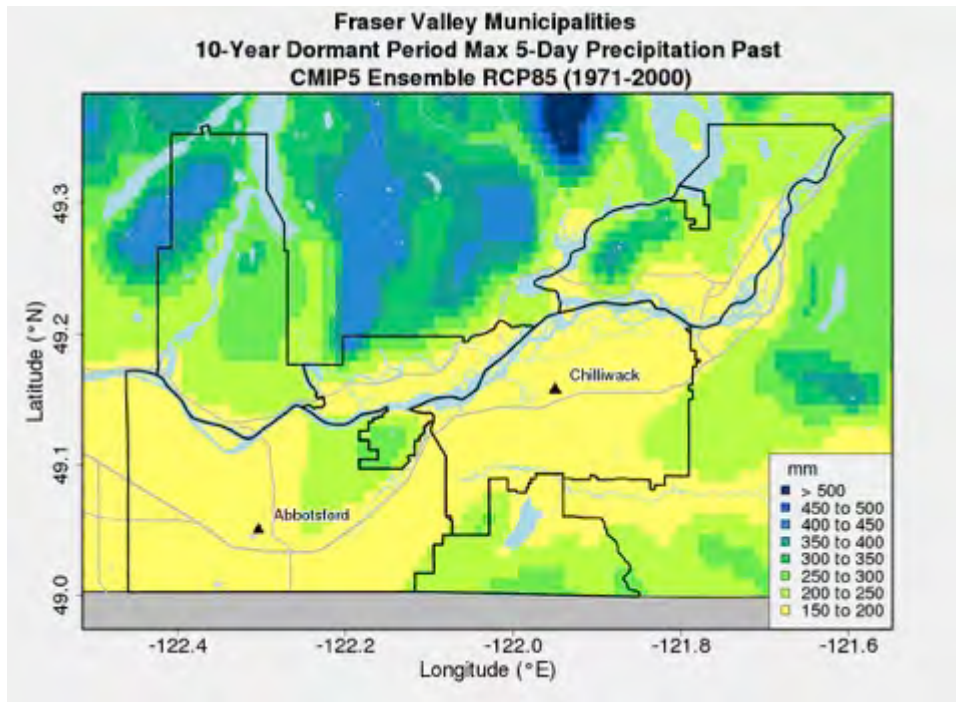 Fraser Valley Municipalities
10-Year Dormant Period Max 5-Day Precipitation Past
CMIP5 Ensemble RCP85 (1971-2000)
Latitude (°N)
49.3
49.2
49.1
49.0
Chilliwack
Abbotsford
mm
> 500
450 to 500
400 to 450
350 to 400
300 to 350
250 to 300
200 to 250
150 to 200
-122.4
-122.2
-122.0
-121.8
-121.6
Longitude (°E)